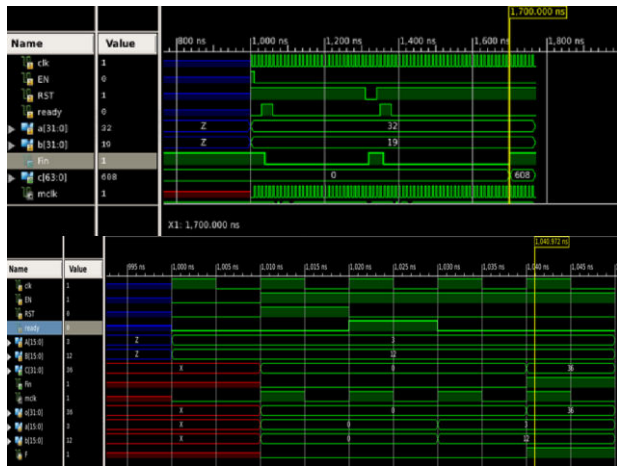 1,700.000 ns
Name Value 800 ns 1,000 ns 1,200 ns 1,400 ns 1,600 ns 1,800 ns
clk 1
EN 0
RST 1
ready 0
a[31:0] 32 Z 32
b[31:0] 19 Z 19
Fin 1
c[63:0] 608 0 608
mclk 1
X1: 1,700.000 ns
1,040.972 ns
Name Value 995 ns 1,000 ns 1,005 ns 1,010 ns 1,015 ns 1,020 ns 1,025 ns 1,030 ns 1,035 ns 1,040 ns 1,045 ns
clk 1
EN 1
RST 0
ready 0
A[15:0] 3 Z 3
B[15:0] 12 Z 12
C[31:0] 36 X 0 36
fin 1
mclk 1
o[31:0] 36 X 0 36
a[15:0] 3 X 0 3
b[15:0] 12 X 0 12
F 1